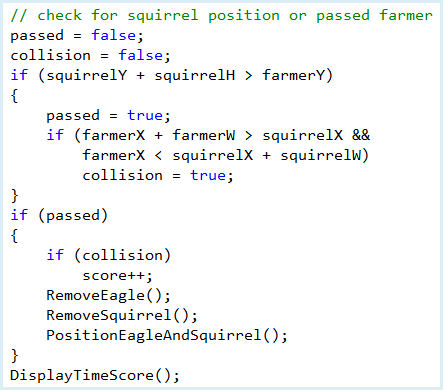 // check for squirrel position or passed farmer
passed = false;
collision = false;
if (squirrelY + squirrelH > farmerY)
{
    passed = true;
    if (farmerX + farmerW > squirrelX &&
        farmerX < squirrelX + squirrelW)
        collision = true;
}
if (passed)
{
    if (collision)
        score++;
    RemoveEagle();
    RemoveSquirrel();
    PositionEagleAndSquirrel();
}
DisplayTimeScore();